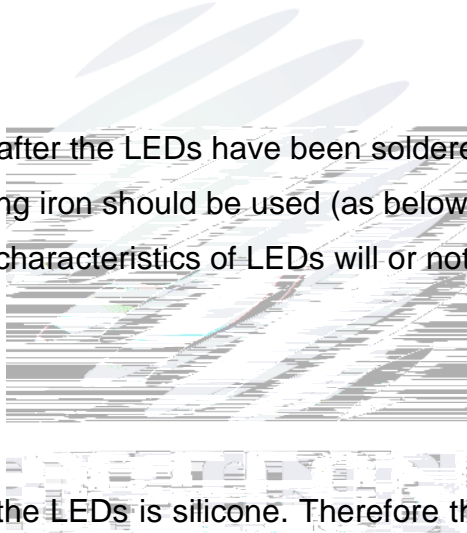 after the LEDs have been soldere
ng iron should be used (as below
characteristics of LEDs will or not
the LEDs is silicone. Therefore th